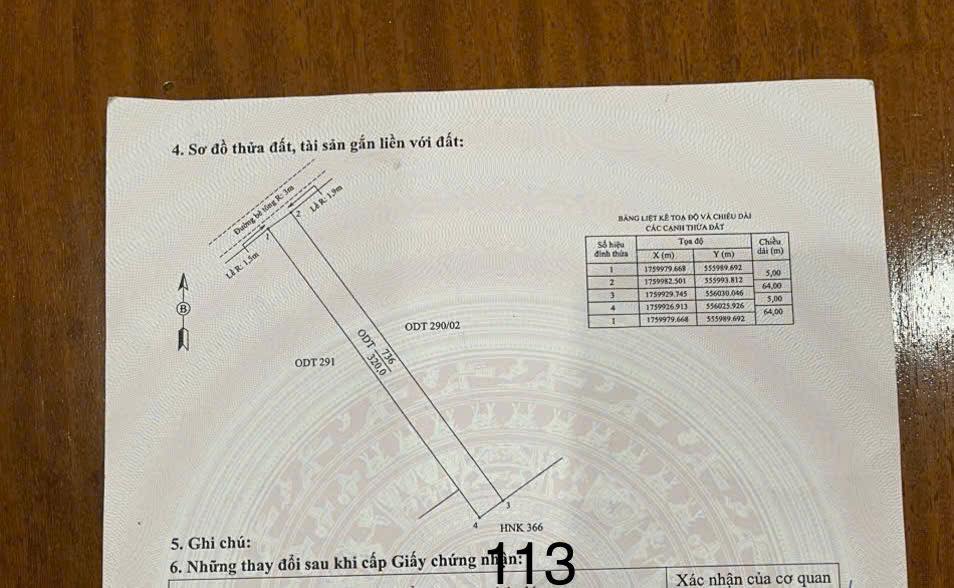 4. Sơ đồ thửa đất, tài sản gắn liền với đất:
Đường bê tông R: 3m
Lề R: 1,9m
Lề R: 1,5m
2
1
B
ODT 290/02
ODT 736
320.0
ODT 291
3
4
HNK 366
BẢNG LIỆT KÊ TOẠ ĐỘ VÀ CHIỀU DÀI
CÁC CẠNH THỬA ĐẤT
Số hiệu đỉnh thửa Tọa độ Chiều dài (m)
X (m) Y (m)
1 1759979.668 555989.692
5,00
2 1759982.501 555993.812
64,00
3 1759929.745 556030.046
5,00
4 1759926.913 556025.926
64,00
1 1759979.668 555989.692
5. Ghi chú:
6. Những thay đổi sau khi cấp Giấy chứng nhận:
113
Xác nhận của cơ quan